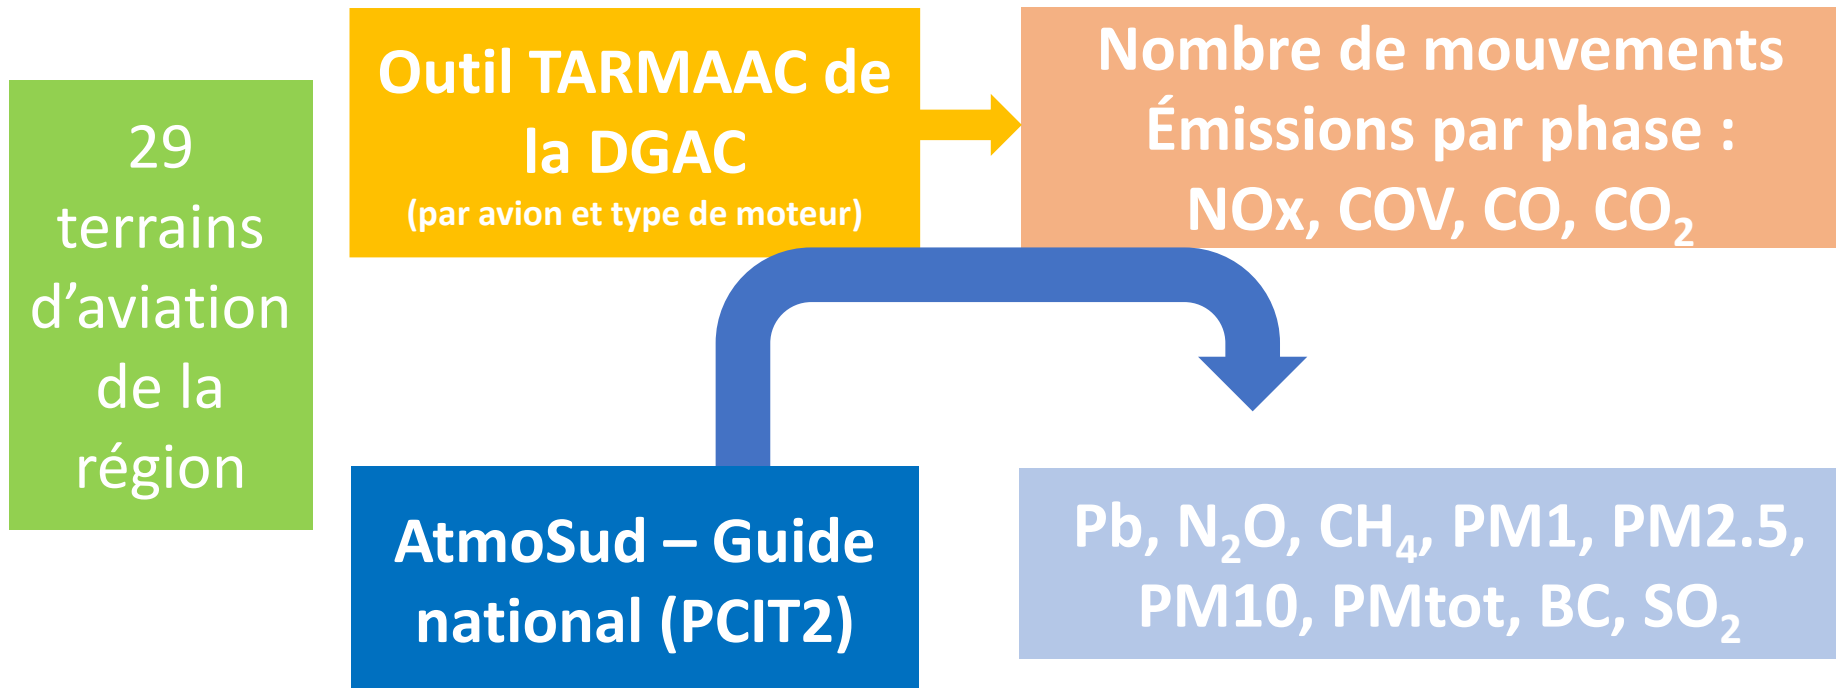 29
terrains
d’aviation
de la
région
Outil TARMAAC de
la DGAC
(par avion et type de moteur)
Nombre de mouvements
Émissions par phase :
NOx, COV, CO, CO₂
AtmoSud – Guide
national (PCIT2)
Pb, N₂O, CH₄, PM1, PM2.5,
PM10, PMtot, BC, SO₂